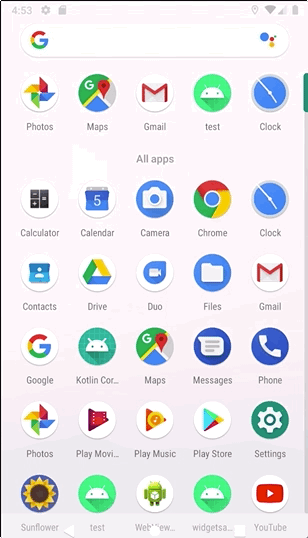 4:53
Photos Maps Gmail test Clock
All apps
Calculator Calendar Camera Chrome Clock
Contacts Drive Duo Files Gmail
Google Kotlin Cor... Maps Messages Phone
Photos Play Movi... Play Music Play Store Settings
Sunflower test WebView... widgetsa... YouTube